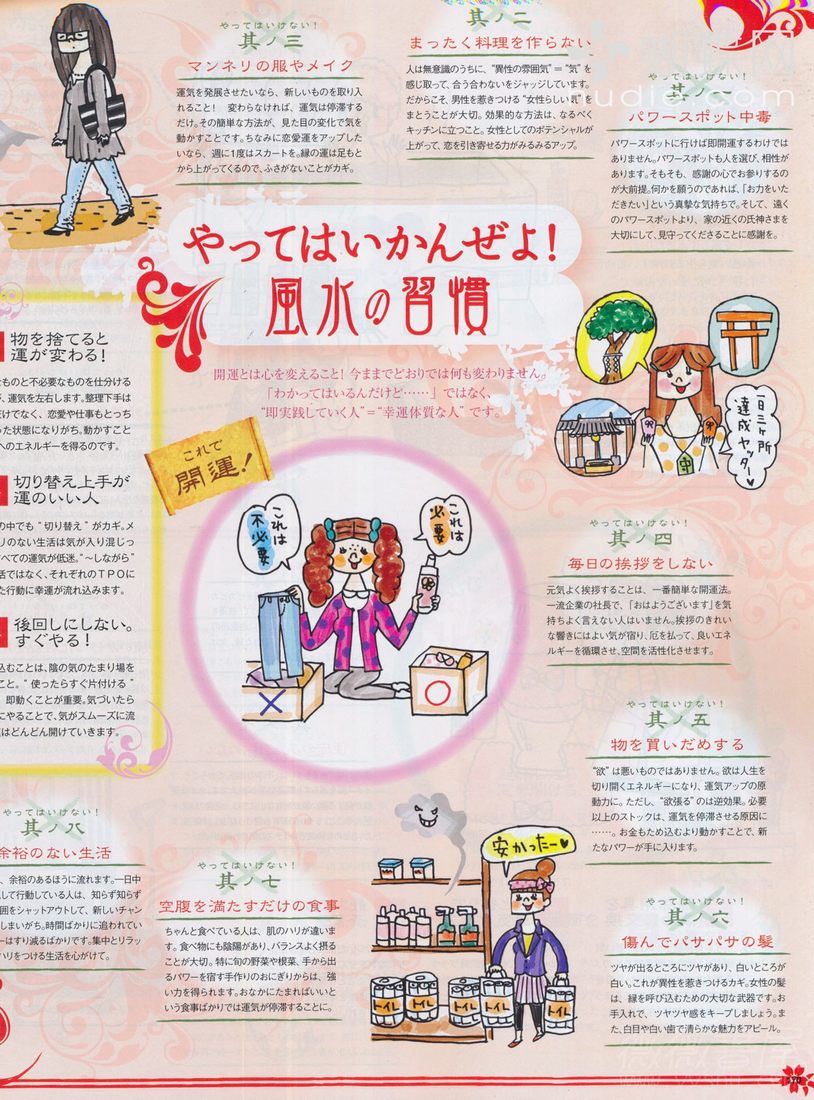 やってはいけない!
其ノ一
パワースポット中毒
パワースポットに行けば即開運するわけでは
ありません。パワースポットも人を選び、相性が
あります。そもそも、感謝の心でお参りするの
が大前提。何かを願うのであれば、「お力をいた
だきたい」という真摯な気持ちで。そして、遠く
のパワースポットより、家の近くの氏神さまを
大切にして、見守ってくださることに感謝を。
やってはいけない!
其ノ二
まったく料理を作らない
人は無意識のうちに、“異性の雰囲気”=“気”を
感じ取って、合う合わないをジャッジしています。
だからこそ、男性を惹きつける“女性らしい気”を
まとうことが大切。効果的な方法は、なるべく
キッチンに立つこと。女性としてのポテンシャルが
上がって、恋を引き寄せる力がみるみるアップ。
やってはいけない!
其ノ三
マンネリの服やメイク
運気を発展させたいなら、新しいものを取り入
れること! 変わらなければ、運気は停滞する
だけ。その簡単な方法が、見た目の変化で気を
動かすことです。ちなみに恋愛運をアップした
いなら、週に1度はスカートを。縁の運は足もと
から上がってくるので、ふさがないことがカギ。
やってはいかんぜよ!
風水の習慣
開運とは心を変えること! 今までどおりでは何も変わりません。
「わかってはいるんだけど……」ではなく、
“即実践していく人”=“幸運体質な人”です。
一日三ヶ所
達成ヤッター
これで
開運!
これは
不必要
これは
必要
物を捨てると
運が変わる!
なものと不必要なものを仕分ける
が、運気を左右します。整理下手は
だけでなく、恋愛や仕事もとっち
った状態になりがち。動かすこと
へのエネルギーを得るのです。
切り替え上手が
運のいい人
の中でも“切り替え”がカギ。メ
リのない生活は気が入り混じっ
すべての運気が低迷。“～しながら”
活ではなく、それぞれのTPOに
た行動に幸運が流れ込みます。
後回しにしない。
すぐやる!
込むことは、陰の気のたまり場を
こと。“使ったらすぐ片付ける”
即動くことが重要。気づいたら
にやることで、気がスムーズに流
はどんどん開けていきます。
やってはいけない!
其ノ四
毎日の挨拶をしない
元気よく挨拶することは、一番簡単な開運法。
一流企業の社長で、「おはようございます」を気
持ちよく言えない人はいません。挨拶のきれい
な響きにはよい気が宿り、厄を払って、良いエネ
ルギーを循環させ、空間を活性化させます。
やってはいけない!
其ノ五
物を買いだめする
“欲”は悪いものではありません。欲は人生を
切り開くエネルギーになり、運気アップの原
動力に。ただし、“欲張る”のは逆効果。必要
以上のストックは、運気を停滞させる原因に
……。お金もため込むより動かすことで、新
たなパワーが手に入ります。
安かったー
トイレ
トイレ
トイレ
トイレ
トイレ
トイレ
やってはいけない!
其ノ六
傷んでパサパサの髪
ツヤが出るところにツヤがあり、白いところが
白い。これが異性を惹きつけるカギ。女性の髪
は、縁を呼び込むための大切な武器です。お
手入れで、ツヤツヤ感をキープしましょう。ま
た、白目や白い歯で清らかな魅力をアピール。
やってはいけない!
其ノ七
空腹を満たすだけの食事
ちゃんと食べている人は、肌のハリが違いま
す。食べ物にも陰陽があり、バランスよく摂る
ことが大切。特に旬の野菜や根菜、手から出
るパワーを宿す手作りのおにぎりからは、強
い力を得られます。おなかにたまればいいと
いう食事ばかりでは運気が停滞することに。
やってはいけない!
其ノ八
余裕のない生活
、余裕のあるほうに流れます。一日中
して行動している人は、知らず知らず
囲をシャットアウトして、新しいチャン
しまいがち。時間ばかりに追われてい
ーはすり減るばかりです。集中とリラッ
ハリをつける生活を心がけて。